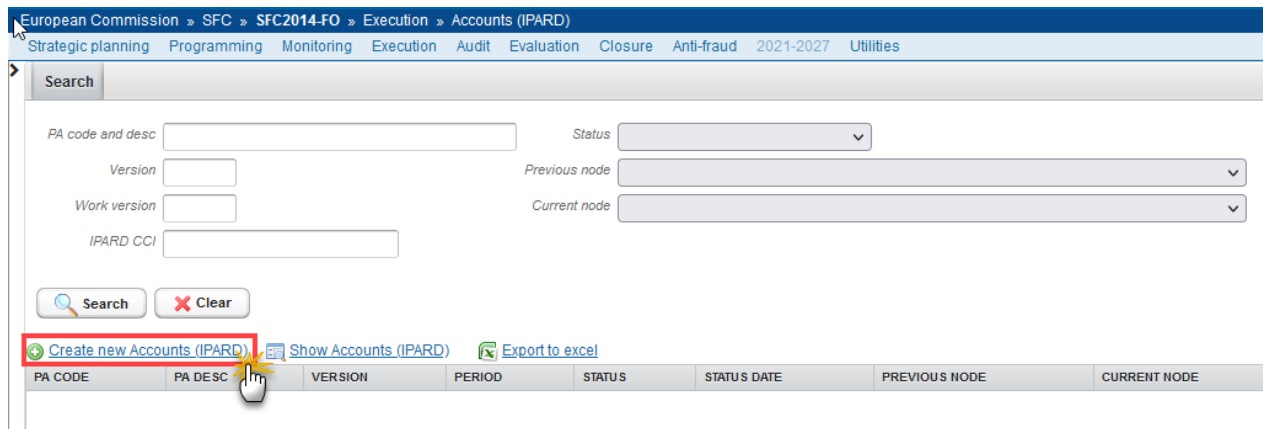 European Commission » SFC » SFC2014-FO » Execution » Accounts (IPARD)
Strategic planning Programming Monitoring Execution Audit Evaluation Closure Anti-fraud 2021-2027 Utilities
Search
PA code and desc Status
Version Previous node
Work version Current node
IPARD CCI
Search Clear
Create new Accounts (IPARD) Show Accounts (IPARD) Export to excel
PA CODE PA DESC VERSION PERIOD STATUS STATUS DATE PREVIOUS NODE CURRENT NODE